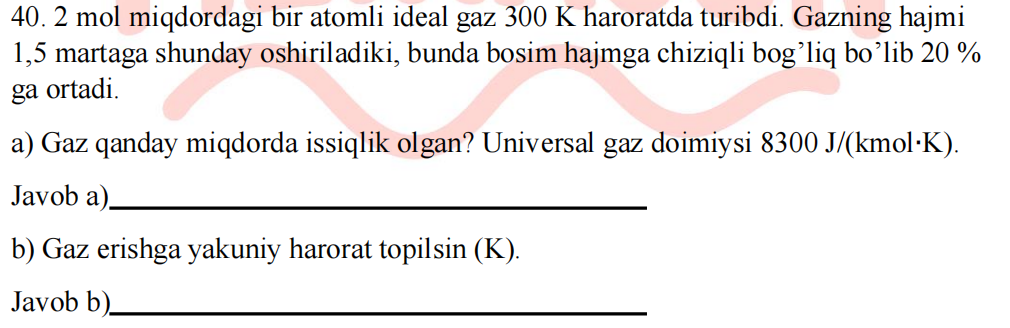 40. 2 mol miqdordagi bir atomli ideal gaz 300 K haroratda turibdi. Gazning hajmi
1,5 martaga shunday oshiriladiki, bunda bosim hajmga chiziqli bog’liq bo’lib 20 %
ga ortadi.
a) Gaz qanday miqdorda issiqlik olgan? Universal gaz doimiysi 8300 J/(kmol·K).
Javob a)
b) Gaz erishga yakuniy harorat topilsin (K).
Javob b)